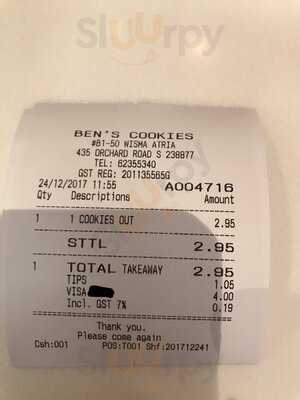 Sluurpy
BEN'S COOKIES
#B1-50 WISMA ATRIA
435 ORCHARD ROAD S 238877
TEL: 62355340
GST REG: 201135585G
24/12/2017 11:55 A004716
Qty Descriptions Amount
1 1 COOKIES OUT 2.95
STTL 2.95
1 TOTAL TAKEAWAY 2.95
TIPS 1.05
VISA 4.00
Incl. GST 7% 0.19
Thank you.
Please come again
Csh:001 POS:T001 Shf:201712241